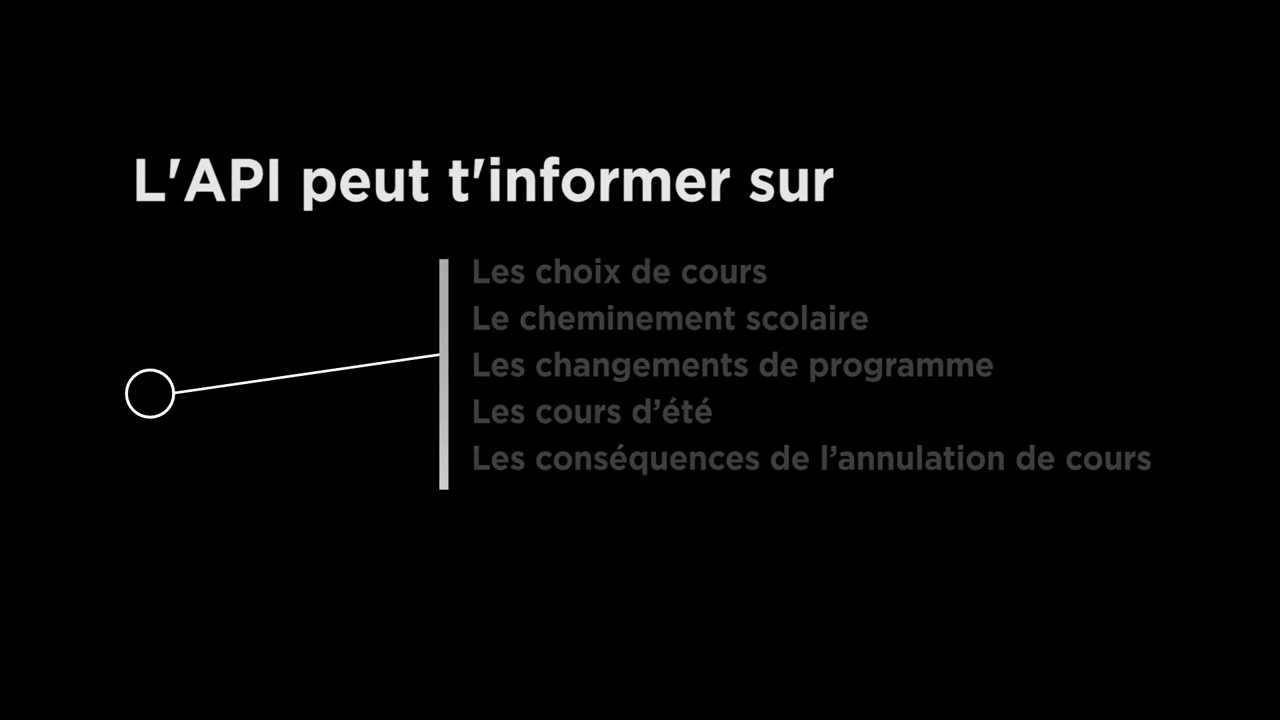 L'API peut t'informer sur
Les choix de cours
Le cheminement scolaire
Les changements de programme
Les cours d’été
Les conséquences de l’annulation de cours